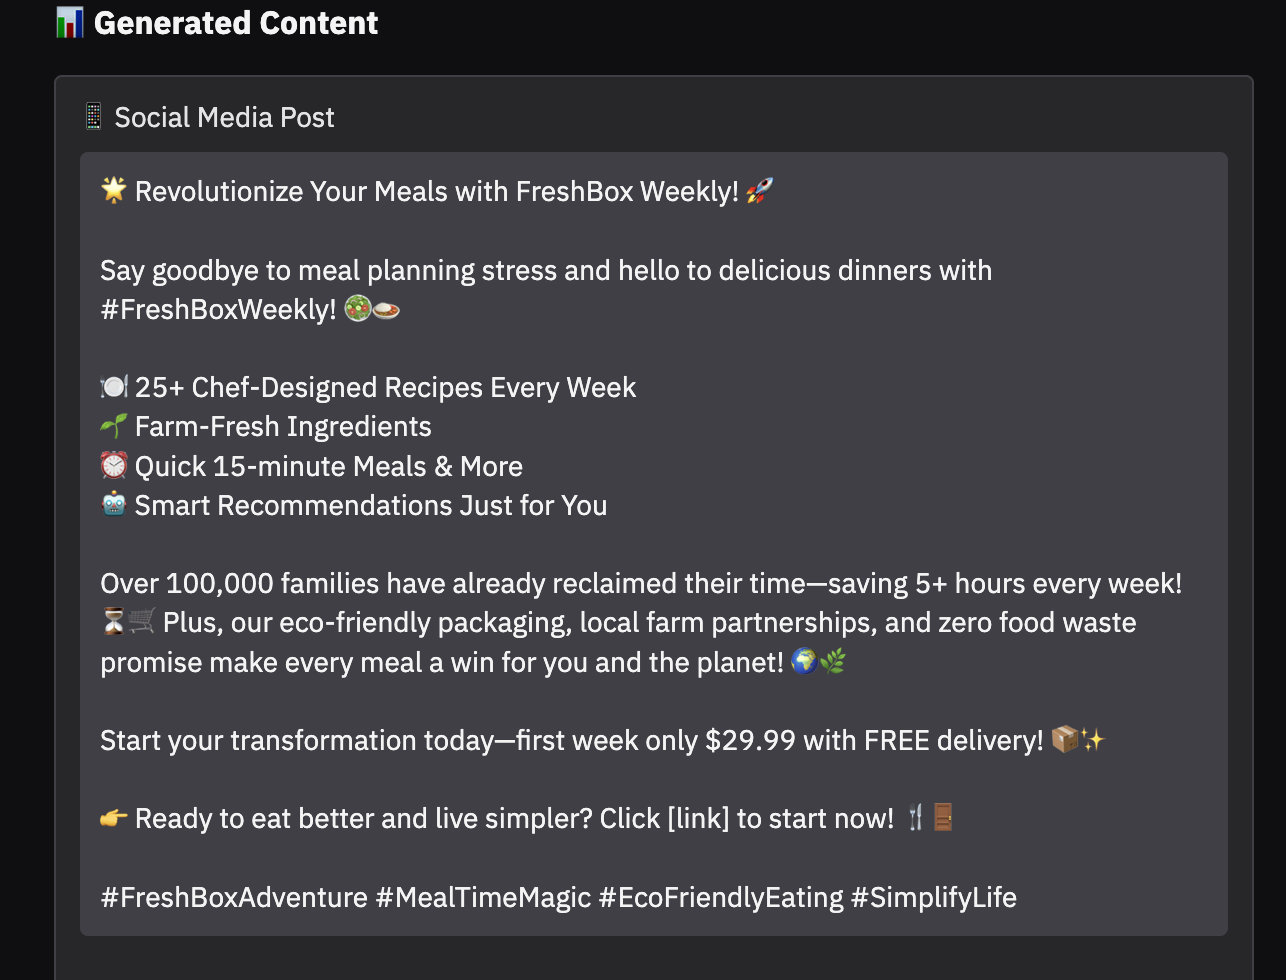 📊 Generated Content
📱 Social Media Post
🌟 Revolutionize Your Meals with FreshBox Weekly! 🚀
Say goodbye to meal planning stress and hello to delicious dinners with
#FreshBoxWeekly! 🥗🍛
🍽️ 25+ Chef-Designed Recipes Every Week
🌱 Farm-Fresh Ingredients
⏰ Quick 15-minute Meals & More
🤖 Smart Recommendations Just for You
Over 100,000 families have already reclaimed their time—saving 5+ hours every week!
⏳🛒 Plus, our eco-friendly packaging, local farm partnerships, and zero food waste
promise make every meal a win for you and the planet! 🌍🌿
Start your transformation today—first week only $29.99 with FREE delivery! 📦✨
👉 Ready to eat better and live simpler? Click [link] to start now! 🍴🚪
#FreshBoxAdventure #MealTimeMagic #EcoFriendlyEating #SimplifyLife